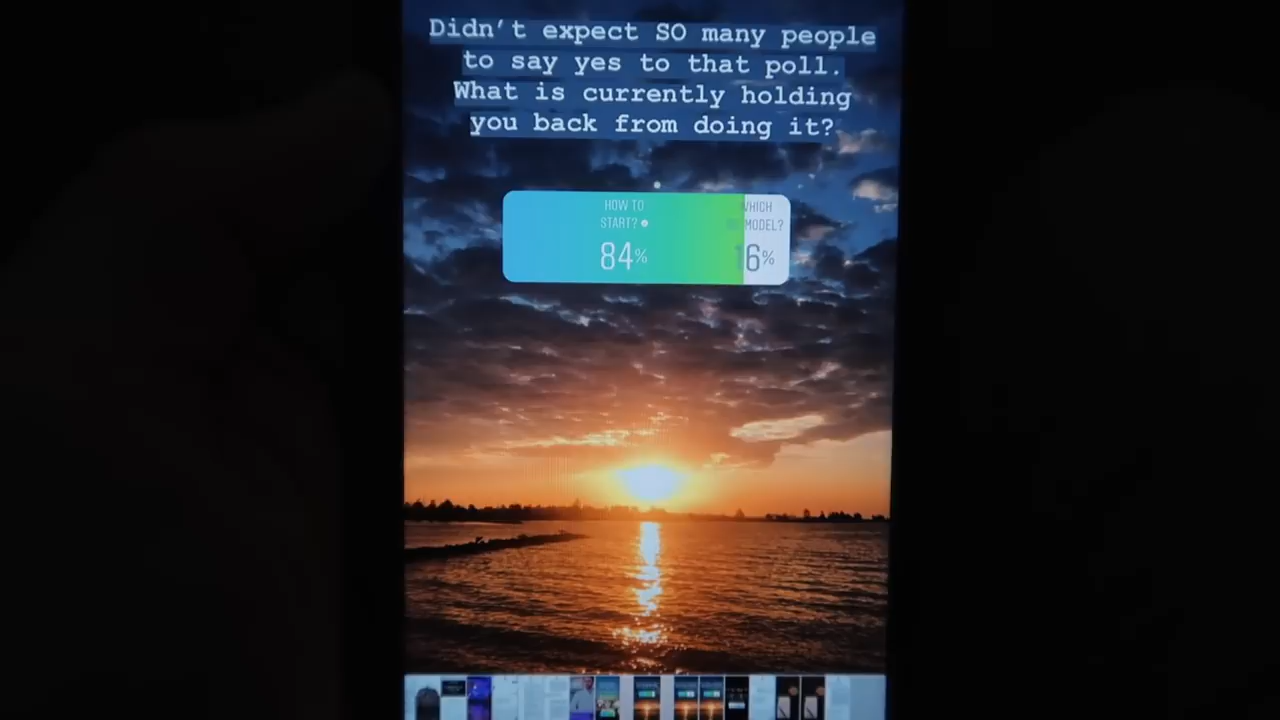 Didn't expect SO many people
to say yes to that poll.
What is currently holding
you back from doing it?
HOW TO
START?
84%
WHICH
MODEL?
16%